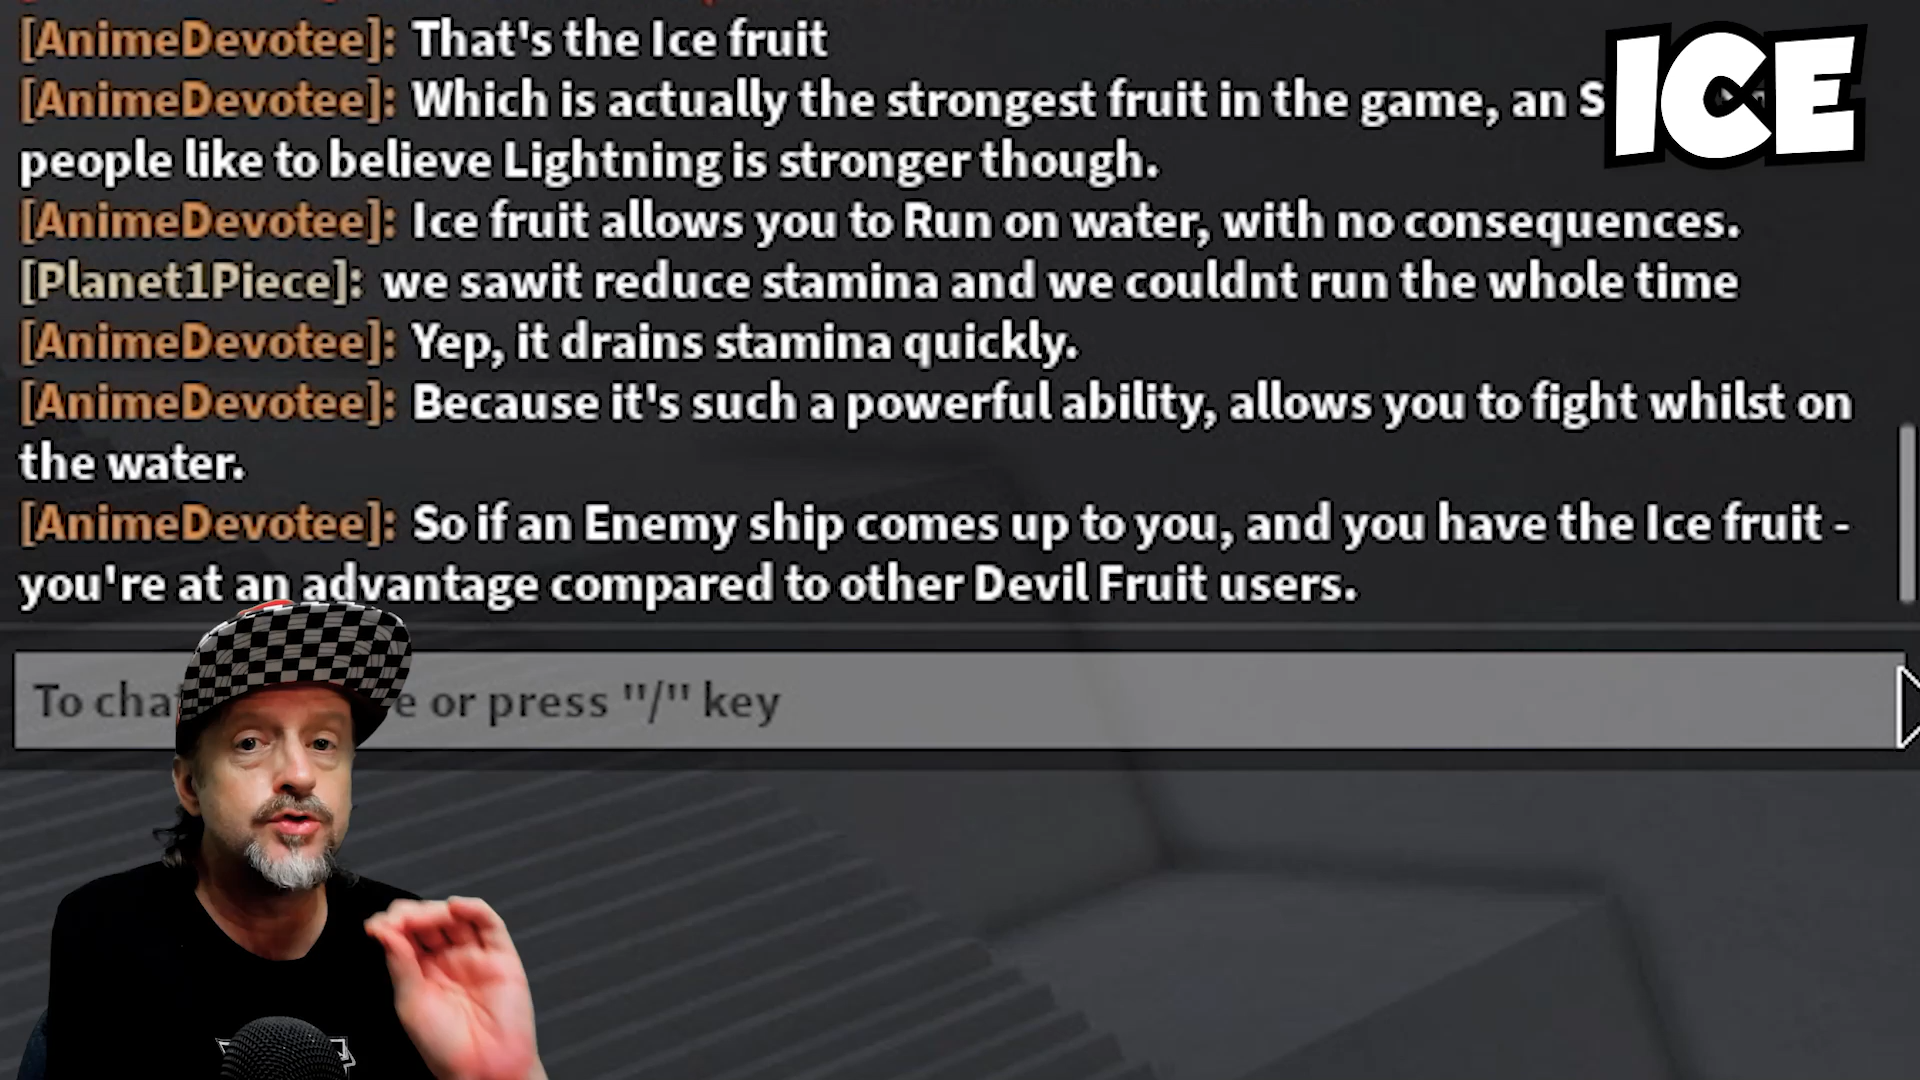 [AnimeDevotee]: That's the Ice fruit
ICE
[AnimeDevotee]: Which is actually the strongest fruit in the game, an S
people like to believe Lightning is stronger though.
[AnimeDevotee]: Ice fruit allows you to Run on water, with no consequences.
[Planet1Piece]: we sawit reduce stamina and we couldnt run the whole time
[AnimeDevotee]: Yep, it drains stamina quickly.
[AnimeDevotee]: Because it's such a powerful ability, allows you to fight whilst on
the water.
[AnimeDevotee]: So if an Enemy ship comes up to you, and you have the Ice fruit -
you're at an advantage compared to other Devil Fruit users.
To or press "/" key